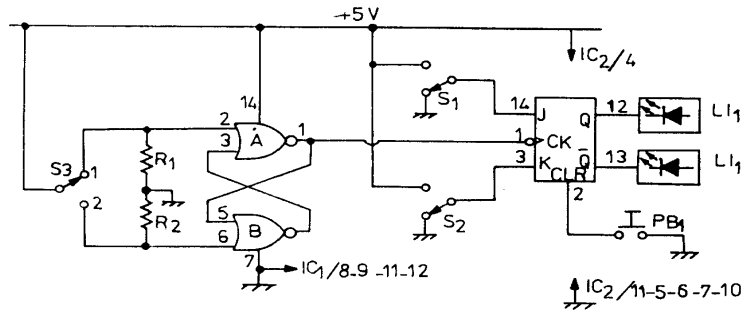 +5 V
IC2/4
14
2
3
A
1
S1
14
J
Q
12
LI1
1
CK
S3
1
2
R1
R2
3
K
Q
13
LI1
CLR
2
5
6
B
S2
PB1
7
IC1/8-9-11-12
IC2/11-5-6-7-10